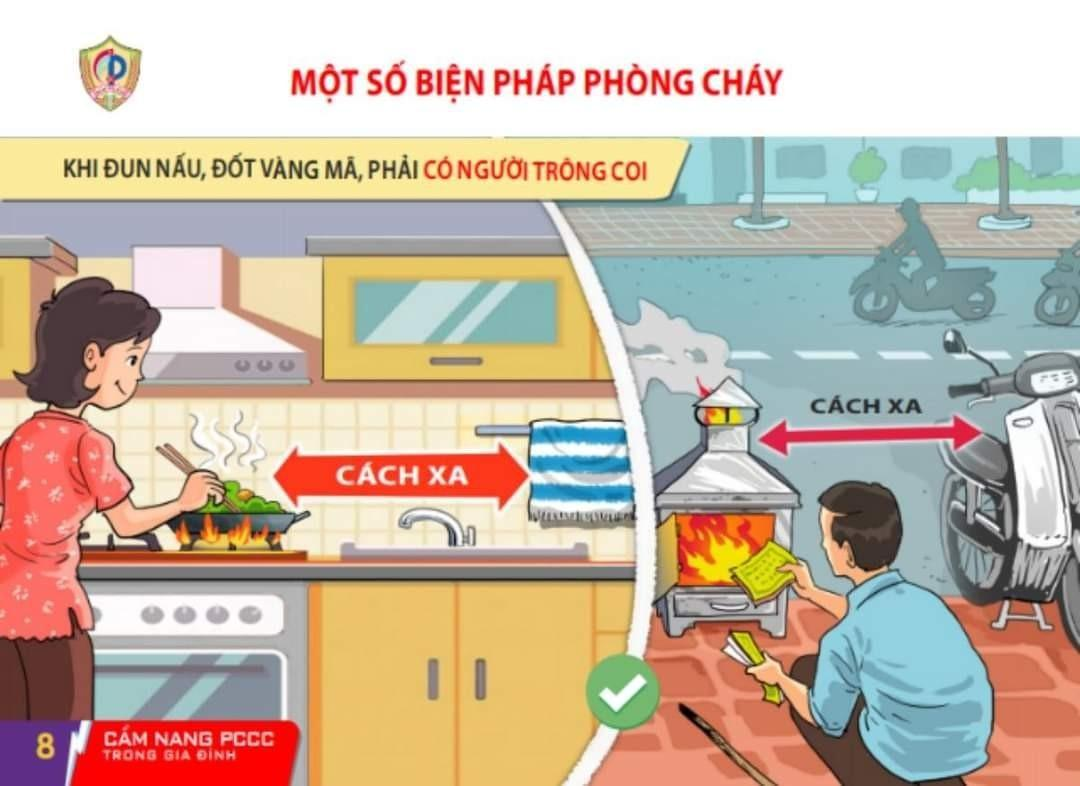 MỘT SỐ BIỆN PHÁP PHÒNG CHÁY
KHI ĐUN NẤU, ĐỐT VÀNG MÃ, PHẢI CÓ NGƯỜI TRÔNG COI
CÁCH XA
CÁCH XA
8
CẨM NANG PCCC
TRONG GIA ĐÌNH